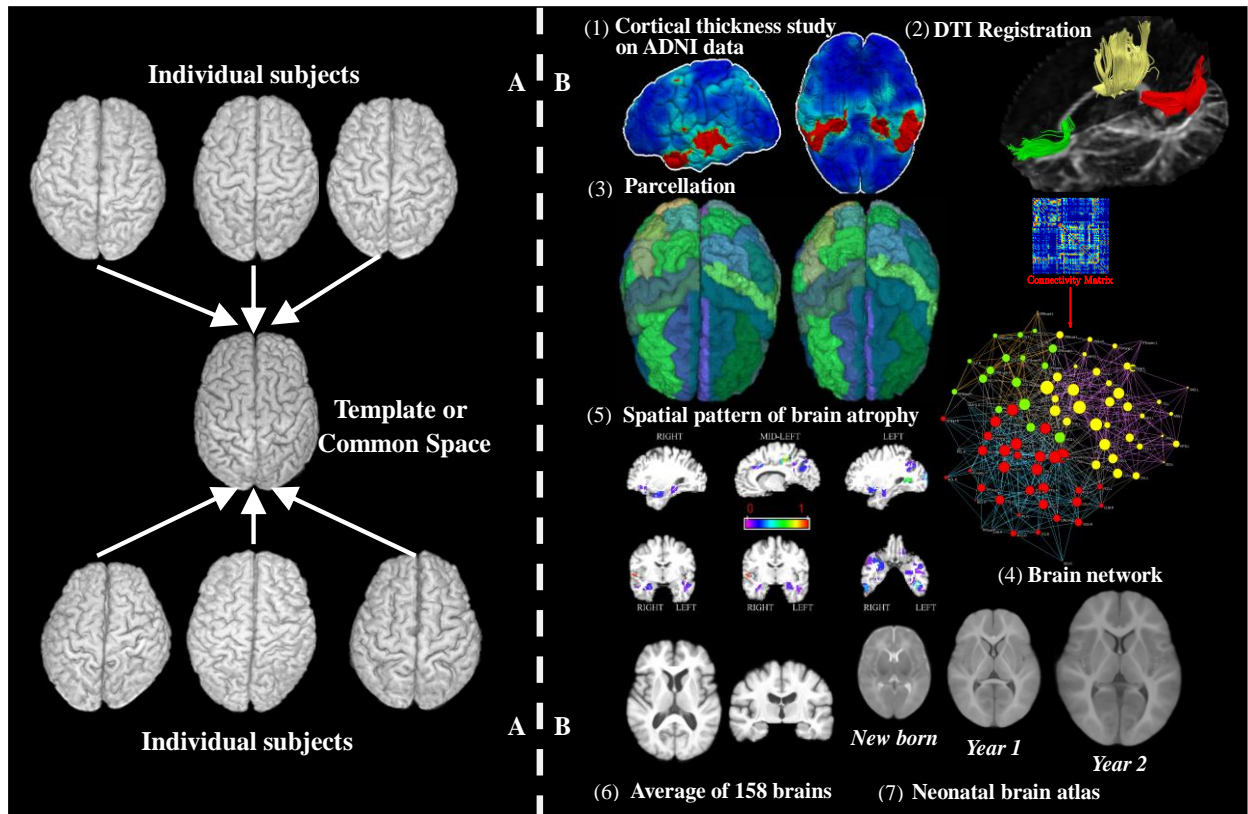 Individual subjects
A
B
Template or
Common Space
Individual subjects
A
B
(1) Cortical thickness study
on ADNI data
(2) DTI Registration
(3) Parcellation
Connectivity Matrix
(5) Spatial pattern of brain atrophy
RIGHT MID-LEFT LEFT
0 1
RIGHT LEFT RIGHT LEFT RIGHT LEFT
(4) Brain network
New born
Year 1
Year 2
(6) Average of 158 brains
(7) Neonatal brain atlas